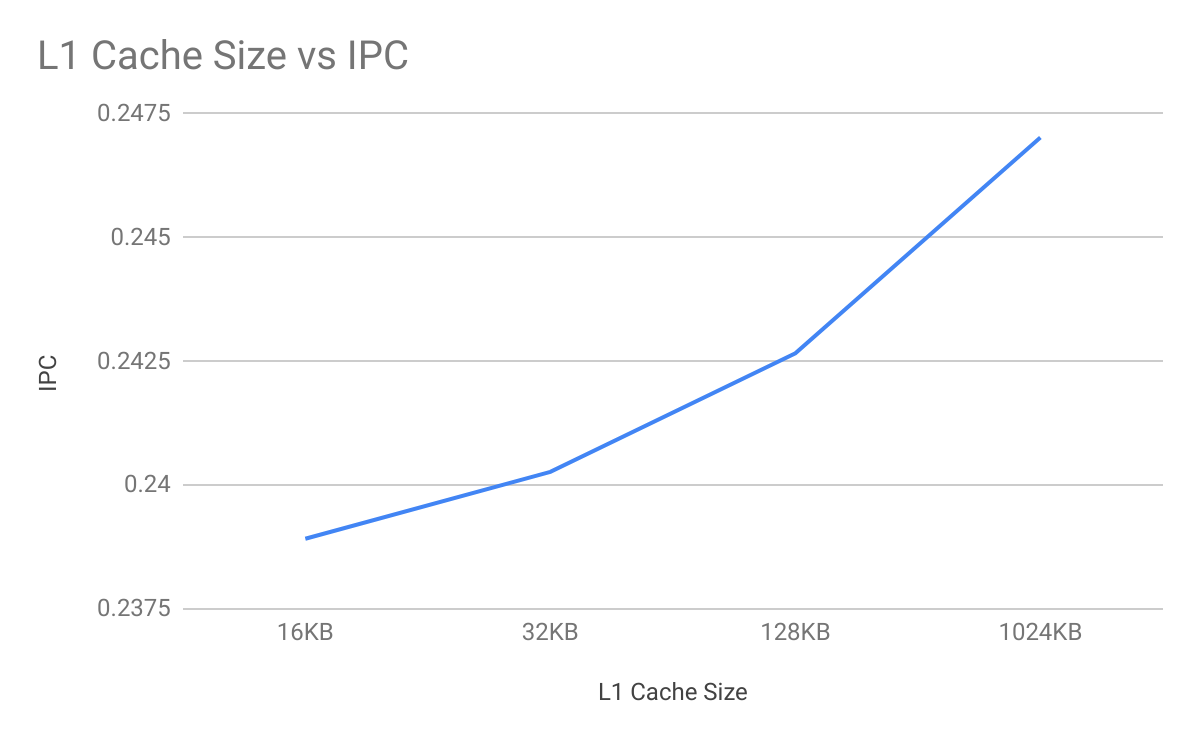 L1 Cache Size vs IPC
0.2475
0.245
0.2425
0.24
0.2375
IPC
16KB 32KB 128KB 1024KB
L1 Cache Size